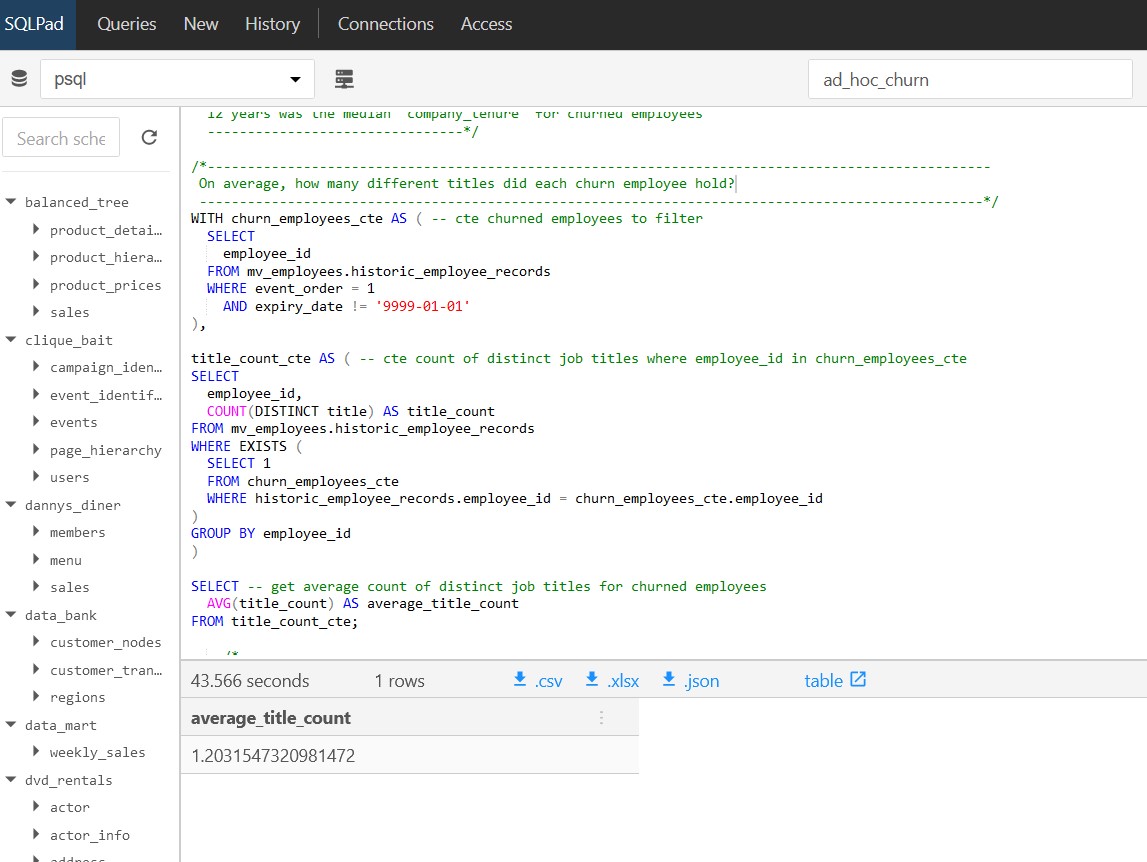 SQLPad Queries New History Connections Access
psql ad_hoc_churn
Search sche
balanced_tree
product_detai...
product_hiera...
product_prices
sales
clique_bait
campaign_iden...
event_identif...
events
page_hierarchy
users
dannys_diner
members
menu
sales
data_bank
customer_nodes
customer_tran...
regions
data_mart
weekly_sales
dvd_rentals
actor
actor_info
address
12 years was the median `company_tenure` for churned employees
--------------------------------*/
/*--------------------------------------------------------------------------------------------------
On average, how many different titles did each churn employee hold?
--------------------------------------------------------------------------------------------------*/
WITH churn_employees_cte AS ( -- cte churned employees to filter
SELECT
employee_id
FROM mv_employees.historic_employee_records
WHERE event_order = 1
AND expiry_date != '9999-01-01'
),
title_count_cte AS ( -- cte count of distinct job titles where employee_id in churn_employees_cte
SELECT
employee_id,
COUNT(DISTINCT title) AS title_count
FROM mv_employees.historic_employee_records
WHERE EXISTS (
SELECT 1
FROM churn_employees_cte
WHERE historic_employee_records.employee_id = churn_employees_cte.employee_id
)
GROUP BY employee_id
)
SELECT -- get average count of distinct job titles for churned employees
AVG(title_count) AS average_title_count
FROM title_count_cte;
/*
43.566 seconds 1 rows .csv .xlsx .json table
average_title_count
1.2031547320981472